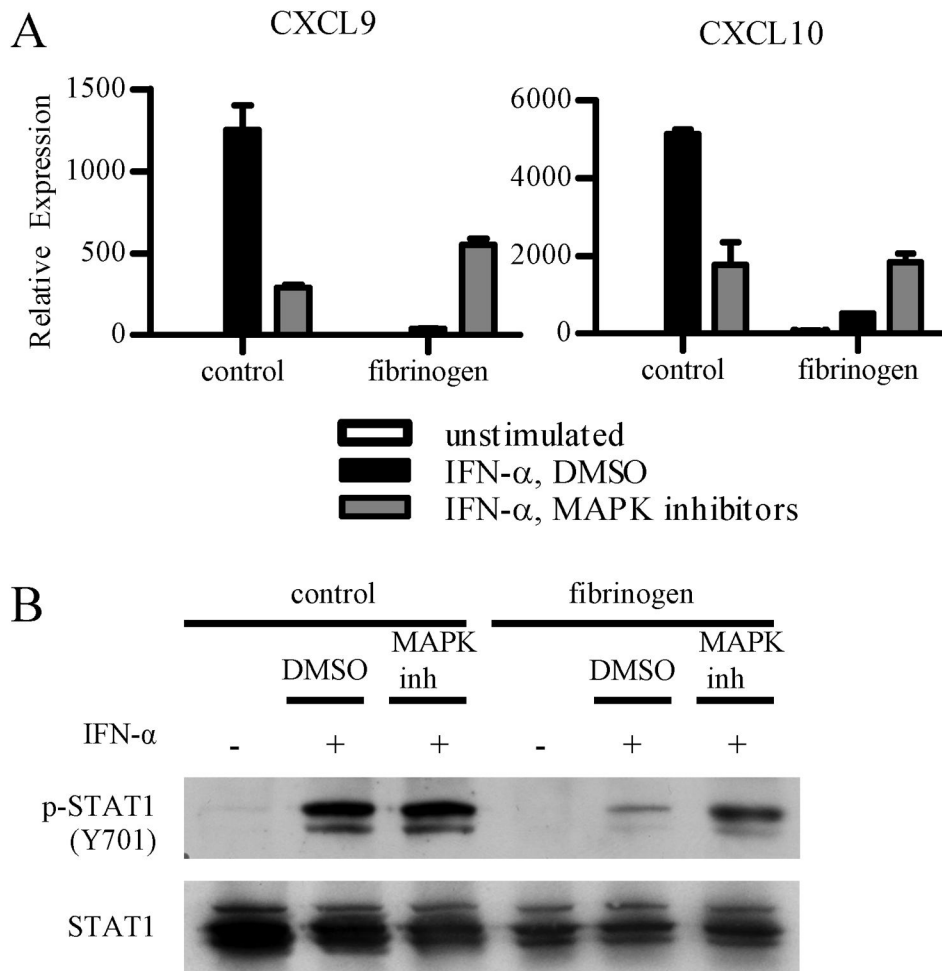 A
CXCL9
CXCL10
Relative Expression
1500
1000
500
0
control
fibrinogen
6000
4000
2000
0
control
fibrinogen
unstimulated
IFN-α, DMSO
IFN-α, MAPK inhibitors
B
control
fibrinogen
DMSO
MAPK
inh
DMSO
MAPK
inh
IFN-α
-
+
+
-
+
+
p-STAT1
(Y701)
STAT1